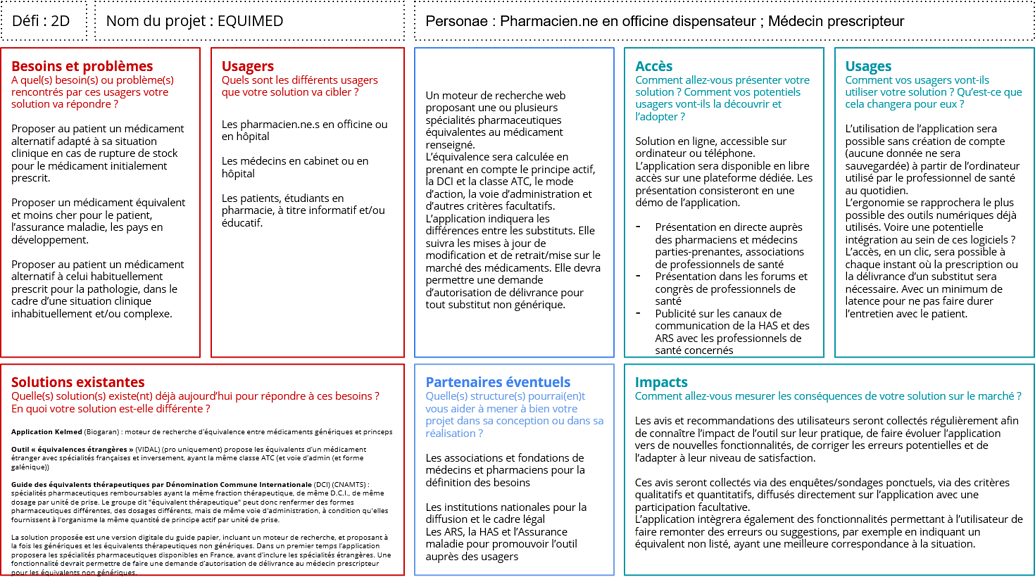 Défi : 2D
Nom du projet : EQUIMED
Personae : Pharmacien.ne en officine dispensateur ; Médecin prescripteur
Besoins et problèmes
A quel(s) besoin(s) ou problème(s)
rencontrés par ces usagers votre
solution va répondre ?
Proposer au patient un médicament
alternatif adapté à sa situation
clinique en cas de rupture de stock
pour le médicament initialement
prescrit.
Proposer un médicament équivalent
et moins cher pour le patient,
l'assurance maladie, les pays en
développement.
Proposer au patient un médicament
alternatif à celui habituellement
prescrit pour la pathologie, dans le
cadre d'une situation clinique
inhabituellement et/ou complexe.
Usagers
Quels sont les différents usagers
que votre solution va cibler ?
Les pharmacien.ne.s en officine ou
en hôpital
Les médecins en cabinet ou en
hôpital
Les patients, étudiants en
pharmacie, à titre informatif et/ou
éducatif.
Un moteur de recherche web
proposant une ou plusieurs
spécialités pharmaceutiques
équivalentes au médicament
renseigné.
L'équivalence sera calculée en
prenant en compte le principe actif,
la DCI et la classe ATC, le mode
d'action, la voie d'administration et
d'autres critères facultatifs.
L'application indiquera les
différences entre les substituts. Elle
suivra les mises à jour de
modification et de retrait/mise sur le
marché des médicaments. Elle devra
permettre une demande
d'autorisation de délivrance pour
tout substitut non générique.
Accès
Comment allez-vous présenter votre
solution ? Comment vos potentiels
usagers vont-ils la découvrir et
l'adopter ?
Solution en ligne, accessible sur
ordinateur ou téléphone.
L'application sera disponible en libre
accès sur une plateforme dédiée. Les
présentation consisteront en une
démo de l'application.
- Présentation en directe auprès
des pharmaciens et médecins
parties-prenantes, associations
de professionnels de santé
- Présentation dans les forums et
congrès de professionnels de
santé
- Publicité sur les canaux de
communication de la HAS et des
ARS avec les professionnels de
santé concernés
Usages
Comment vos usagers vont-ils
utiliser votre solution ? Qu'est-ce que
cela changera pour eux ?
L'utilisation de l'application sera
possible sans création de compte
(aucune donnée ne sera
sauvegardée) à partir de l'ordinateur
utilisé par le professionnel de santé
au quotidien.
L'ergonomie se rapprochera le plus
possible des outils numériques déjà
utilisés. Voire une potentielle
intégration au sein de ces logiciels ?
L'accès, en un clic, sera possible à
chaque instant où la prescription ou
la délivrance d'un substitut sera
nécessaire. Avec un minimum de
latence pour ne pas faire durer
l'entretien avec le patient.
Solutions existantes
Quelle(s) solution(s) existe(nt) déjà aujourd'hui pour répondre à ces besoins ?
En quoi votre solution est-elle différente ?
Application Kelmed (Biogaran) : moteur de recherche d'équivalence entre médicaments génériques et princeps
Outil « équivalences étrangères » (VIDAL) (pro uniquement) propose les équivalents d'un médicament
étranger avec spécialités françaises et inversement, ayant la même classe ATC (et voie d'admin (et forme
galénique))
Guide des équivalents thérapeutiques par Dénomination Commune Internationale (DCI) (CNAMTS) :
spécialités pharmaceutiques remboursables ayant la même fraction thérapeutique, de même D.C.I., de même
dosage par unité de prise. Le groupe dit "équivalent thérapeutique" peut donc renfermer des formes
pharmaceutiques différentes, des dosages différents, mais de même voie d'administration, à condition qu'elles
fournissent à l'organisme la même quantité de principe actif par unité de prise.
La solution proposée est une version digitale du guide papier, incluant un moteur de recherche, et proposant à
la fois les génériques et les équivalents thérapeutiques non génériques. Dans un premier temps l'application
proposera les spécialités pharmaceutiques disponibles en France, avant d'inclure les spécialités étrangères. Une
fonctionnalité devrait permettre de faire une demande d'autorisation de délivrance au médecin prescripteur
pour les équivalents non génériques.
Partenaires éventuels
Quelle(s) structure(s) pourrai(en)t
vous aider à mener à bien votre
projet dans sa conception ou dans sa
réalisation ?
Les associations et fondations de
médecins et pharmaciens pour la
définition des besoins
Les institutions nationales pour la
diffusion et le cadre légal
Les ARS, la HAS et l'Assurance
maladie pour promouvoir l'outil
auprès des usagers
Impacts
Comment allez-vous mesurer les conséquences de votre solution sur le marché ?
Les avis et recommandations des utilisateurs seront collectés régulièrement afin
de connaître l'impact de l'outil sur leur pratique, de faire évoluer l'application
vers de nouvelles fonctionnalités, de corriger les erreurs potentielles et de
l'adapter à leur niveau de satisfaction.
Ces avis seront collectés via des enquêtes/sondages ponctuels, via des critères
qualitatifs et quantitatifs, diffusés directement sur l'application avec une
participation facultative.
L'application intègrera également des fonctionnalités permettant à l'utilisateur de
faire remonter des erreurs ou suggestions, par exemple en indiquant un
équivalent non listé, ayant une meilleure correspondance à la situation.